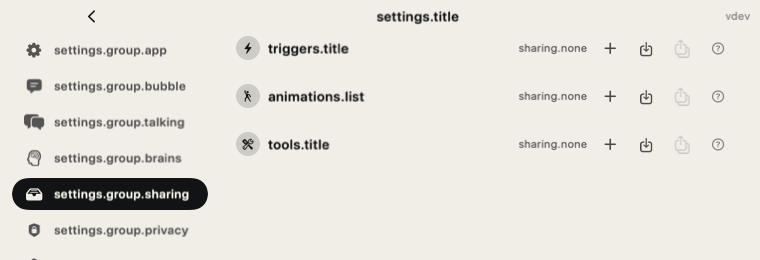 settings.title
vdev
settings.group.app
settings.group.bubble
settings.group.talking
settings.group.brains
settings.group.sharing
settings.group.privacy
triggers.title
sharing.none
animations.list
sharing.none
tools.title
sharing.none